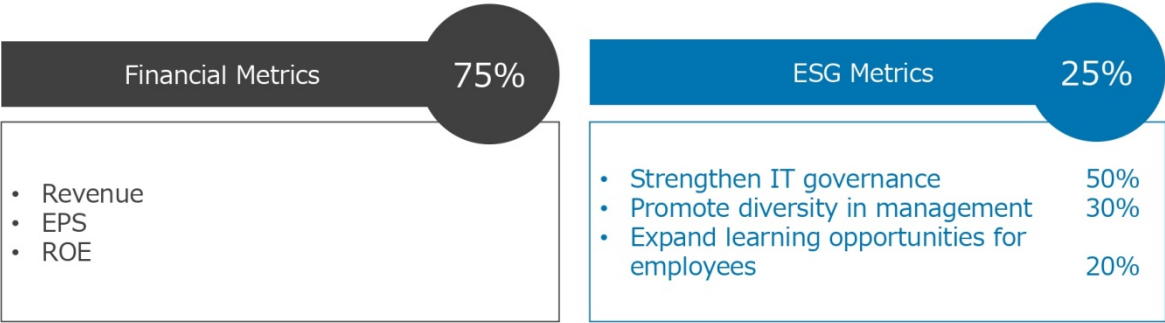 Financial Metrics 75%
• Revenue
• EPS
• ROE
ESG Metrics 25%
• Strengthen IT governance 50%
• Promote diversity in management 30%
• Expand learning opportunities for
employees 20%